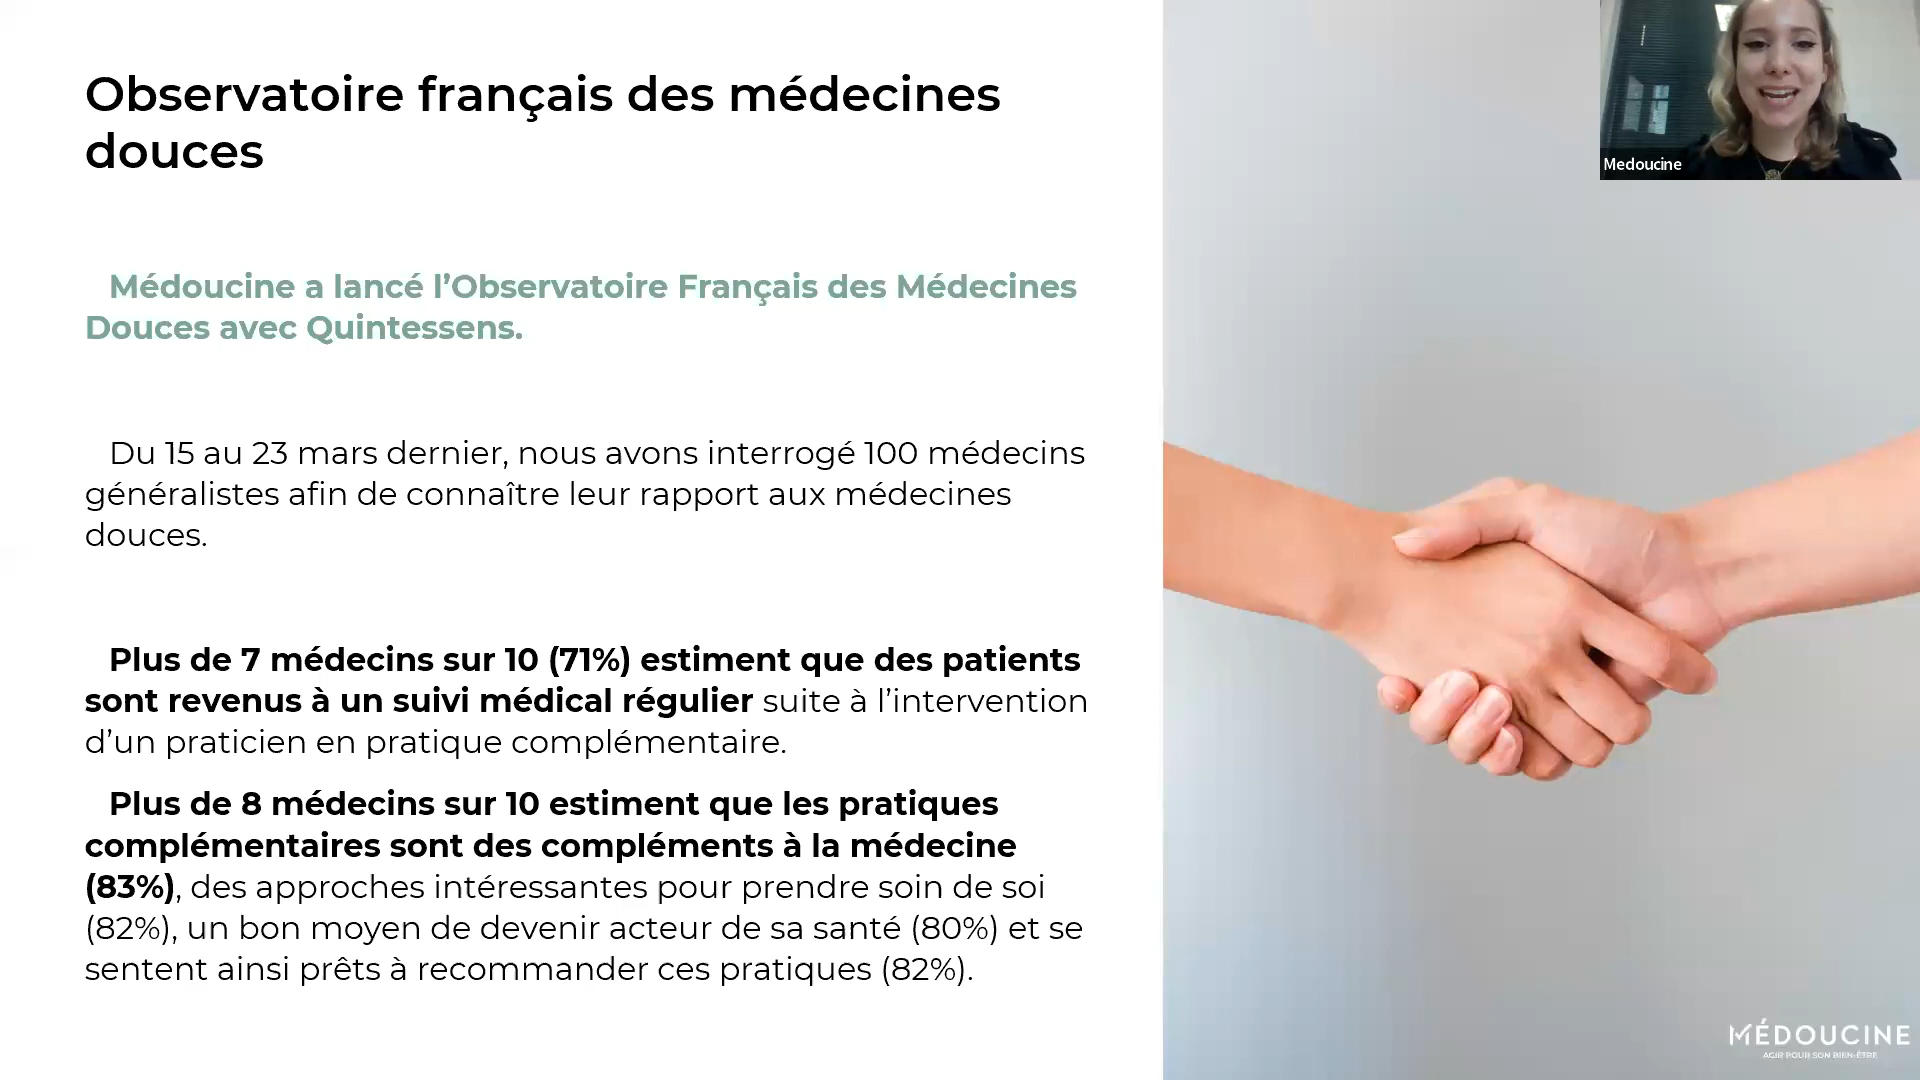 Observatoire français des médecines
douces
Médoucine a lancé l’Observatoire Français des Médecines
Douces avec Quintessens.
Du 15 au 23 mars dernier, nous avons interrogé 100 médecins
généralistes afin de connaître leur rapport aux médecines
douces.
Plus de 7 médecins sur 10 (71%) estiment que des patients
sont revenus à un suivi médical régulier suite à l’intervention
d’un praticien en pratique complémentaire.
Plus de 8 médecins sur 10 estiment que les pratiques
complémentaires sont des compléments à la médecine
(83%), des approches intéressantes pour prendre soin de soi
(82%), un bon moyen de devenir acteur de sa santé (80%) et se
sentent ainsi prêts à recommander ces pratiques (82%).
Medoucine
MÉDOUCINE
AGIR POUR SON BIEN-ÊTRE